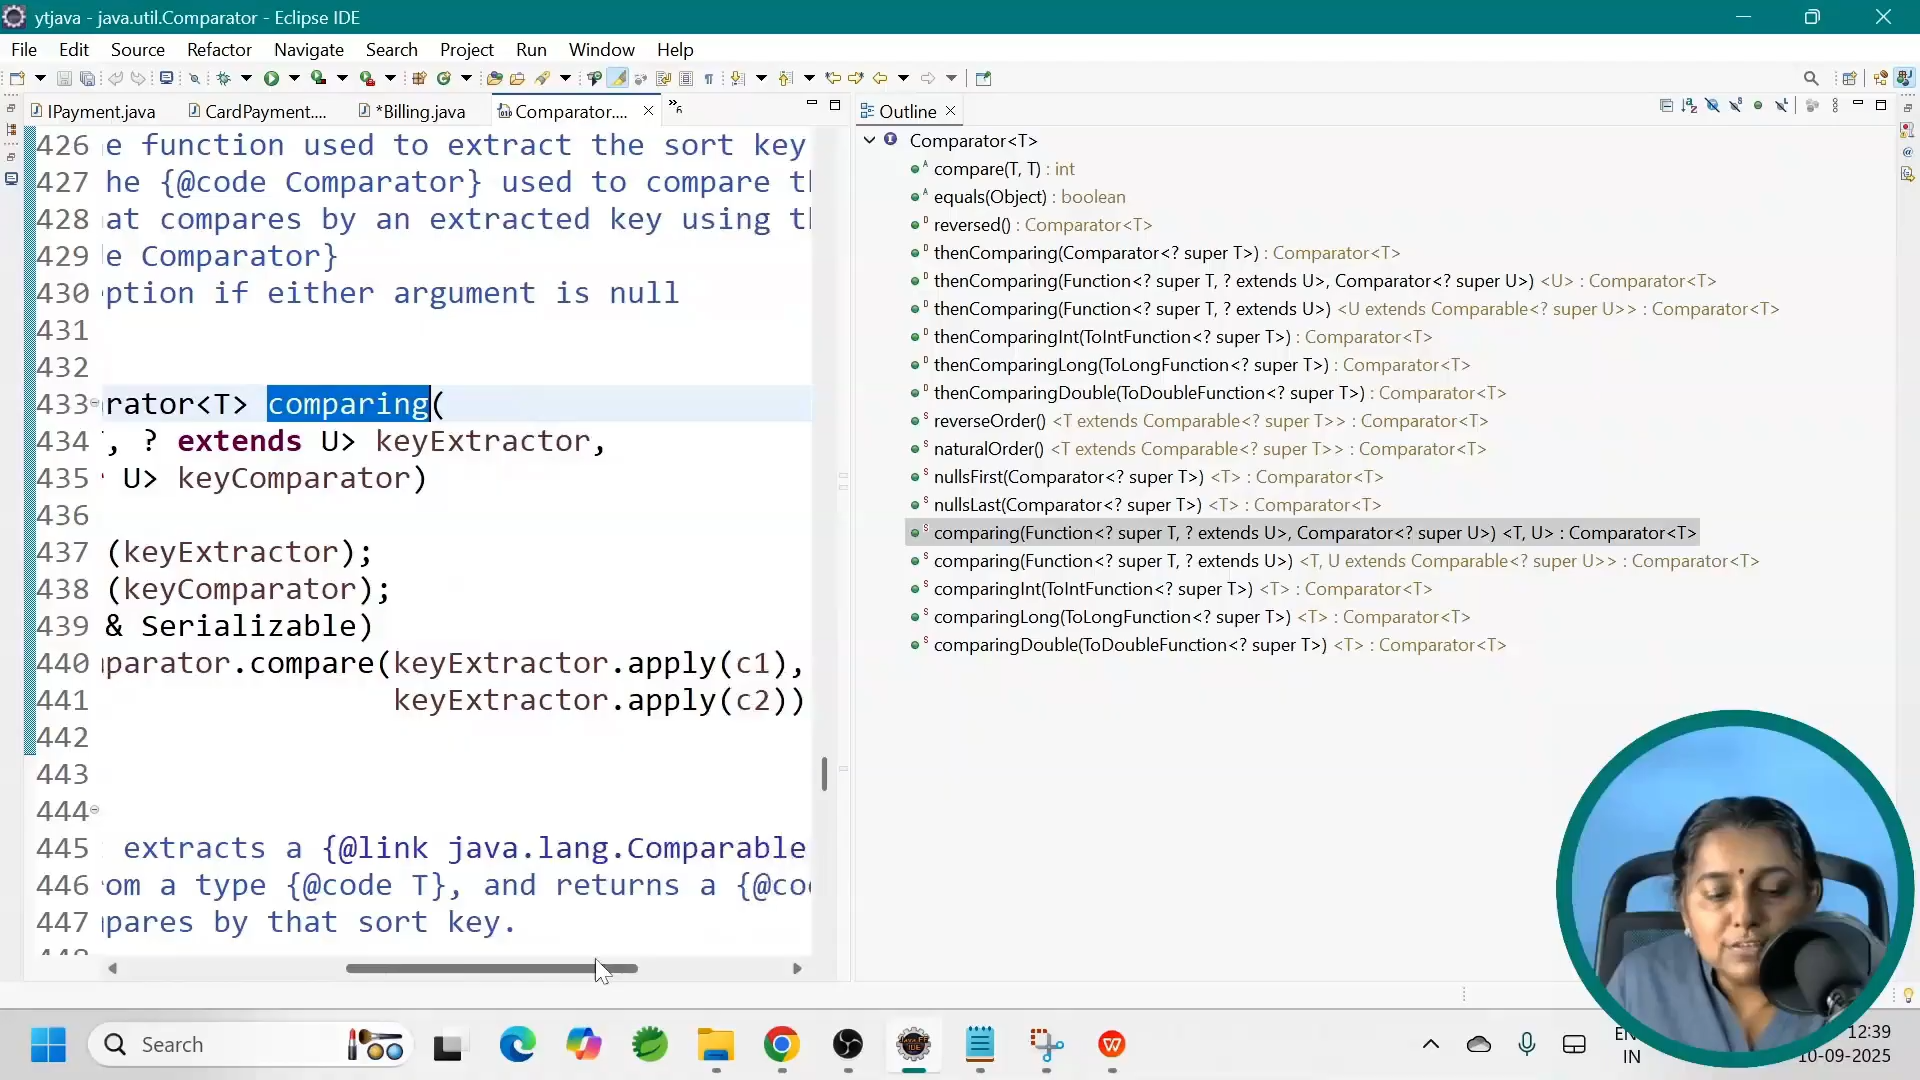 ytjava - java.util.Comparator - Eclipse IDE
File Edit Source Refactor Navigate Search Project Run Window Help
IPayment.java CardPayment.... *Billing.java Comparator.... »6
Outline
426 e function used to extract the sort key
427 he {@code Comparator} used to compare th
428 at compares by an extracted key using th
429 e Comparator}
430 ption if either argument is null
431
432
433 rator<T> comparing(
434 , ? extends U> keyExtractor,
435 U> keyComparator)
436
437 (keyExtractor);
438 (keyComparator);
439 & Serializable)
440 parator.compare(keyExtractor.apply(c1),
441 keyExtractor.apply(c2))
442
443
444
445 extracts a {@link java.lang.Comparable
446 om a type {@code T}, and returns a {@co
447 pares by that sort key.
Comparator<T>
compare(T, T) : int
equals(Object) : boolean
reversed() : Comparator<T>
thenComparing(Comparator<? super T>) : Comparator<T>
thenComparing(Function<? super T, ? extends U>, Comparator<? super U>) <U> : Comparator<T>
thenComparing(Function<? super T, ? extends U>) <U extends Comparable<? super U>> : Comparator<T>
thenComparingInt(ToIntFunction<? super T>) : Comparator<T>
thenComparingLong(ToLongFunction<? super T>) : Comparator<T>
thenComparingDouble(ToDoubleFunction<? super T>) : Comparator<T>
reverseOrder() <T extends Comparable<? super T>> : Comparator<T>
naturalOrder() <T extends Comparable<? super T>> : Comparator<T>
nullsFirst(Comparator<? super T>) <T> : Comparator<T>
nullsLast(Comparator<? super T>) <T> : Comparator<T>
comparing(Function<? super T, ? extends U>, Comparator<? super U>) <T, U> : Comparator<T>
comparing(Function<? super T, ? extends U>) <T, U extends Comparable<? super U>> : Comparator<T>
comparingInt(ToIntFunction<? super T>) <T> : Comparator<T>
comparingLong(ToLongFunction<? super T>) <T> : Comparator<T>
comparingDouble(ToDoubleFunction<? super T>) <T> : Comparator<T>
Search
IN
12:39
10-09-2025